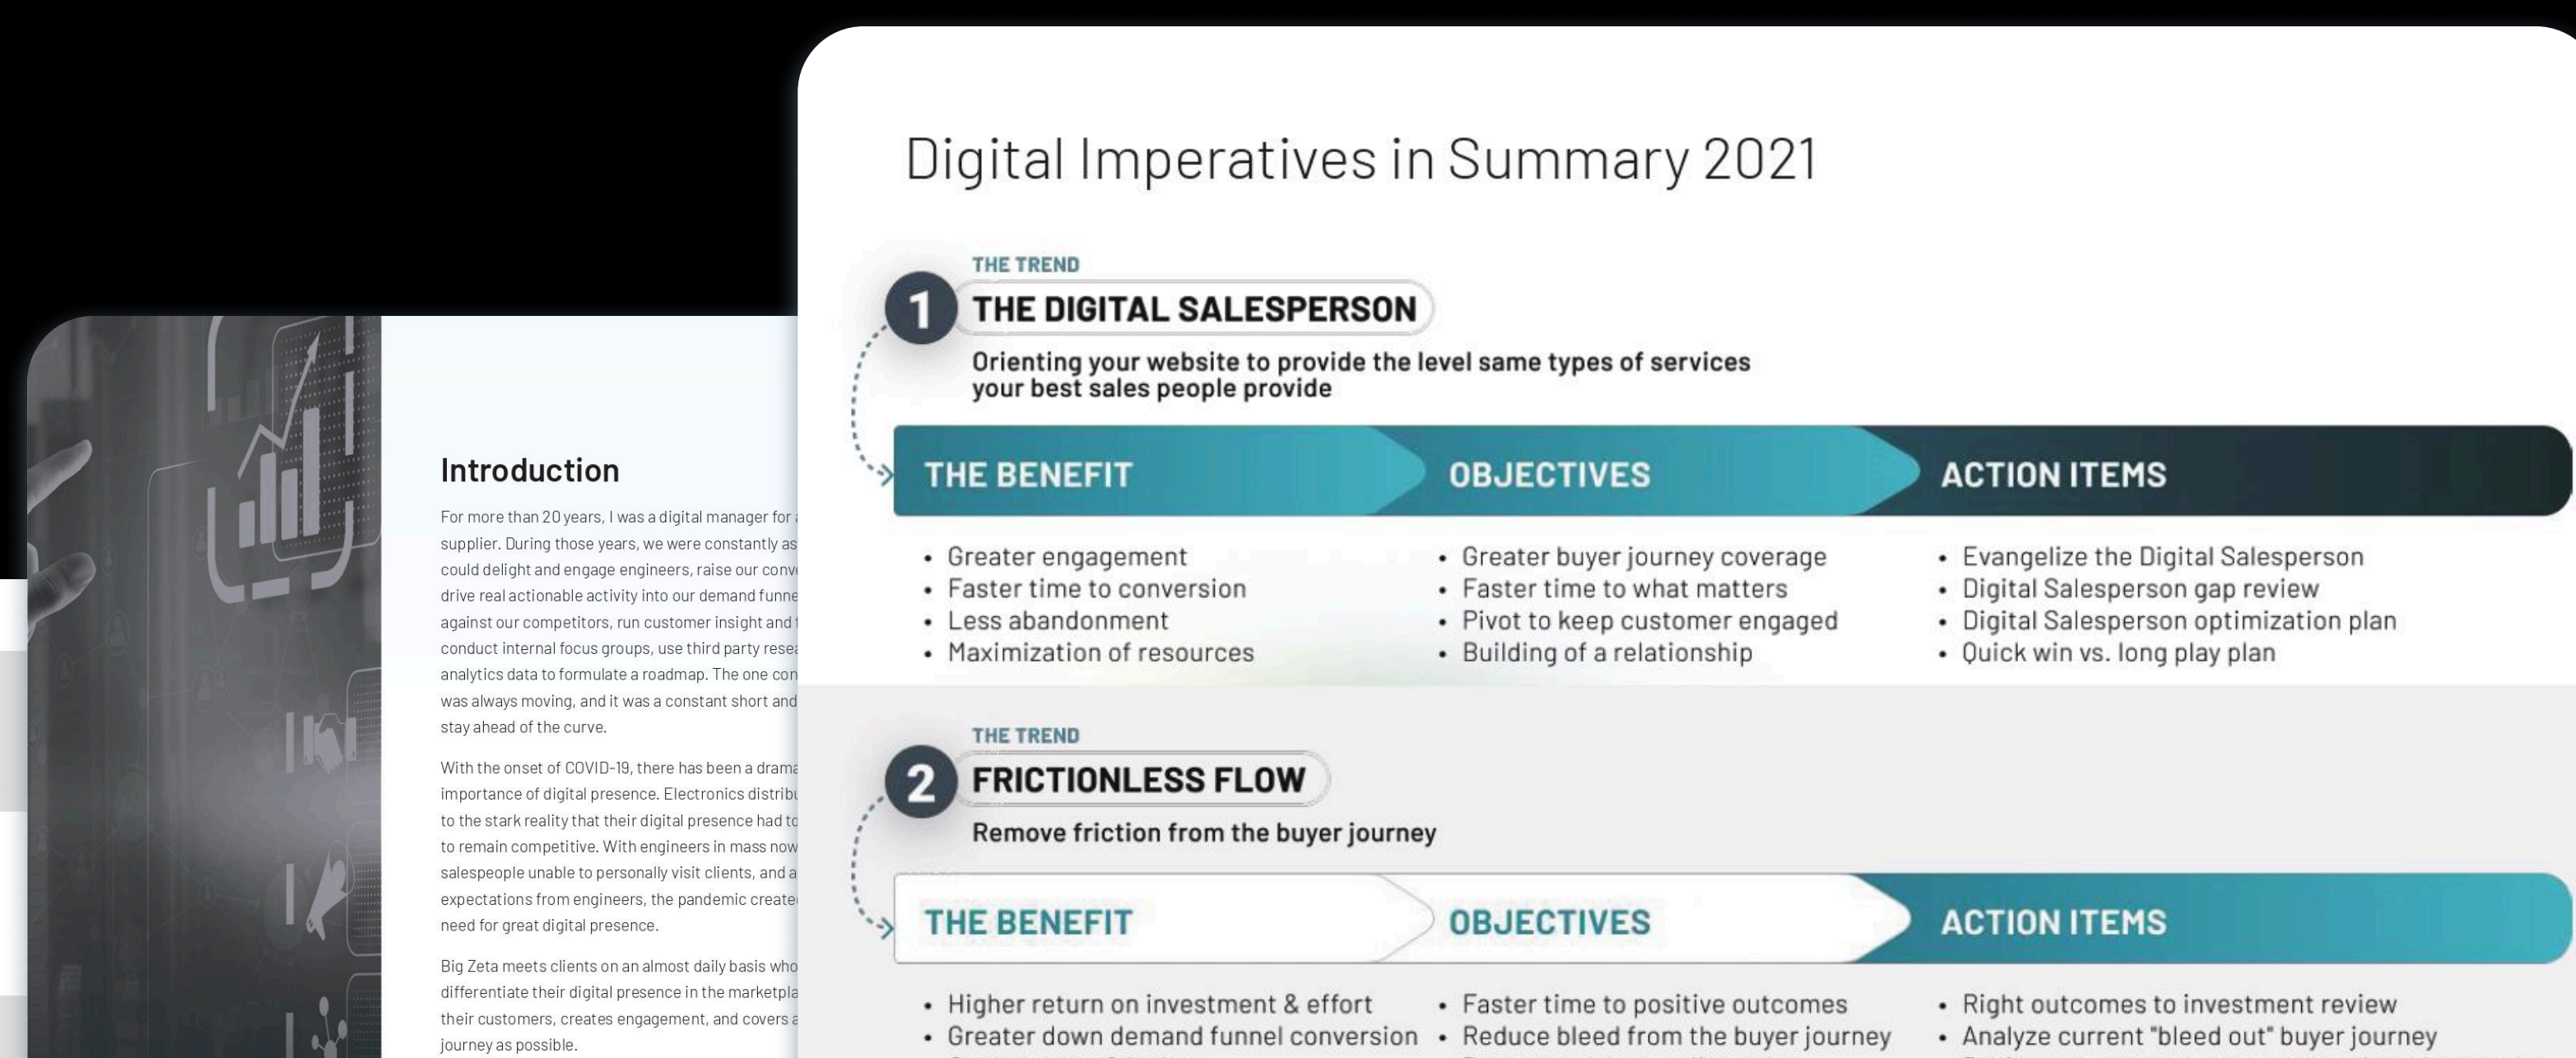 Digital Imperatives in Summary 2021
THE TREND
1
THE DIGITAL SALESPERSON
Orienting your website to provide the level same types of services
your best sales people provide
THE BENEFIT
OBJECTIVES
ACTION ITEMS
• Greater engagement
• Faster time to conversion
• Less abandonment
• Maximization of resources
• Greater buyer journey coverage
• Faster time to what matters
• Pivot to keep customer engaged
• Building of a relationship
• Evangelize the Digital Salesperson
• Digital Salesperson gap review
• Digital Salesperson optimization plan
• Quick win vs. long play plan
THE TREND
2
FRICTIONLESS FLOW
Remove friction from the buyer journey
THE BENEFIT
OBJECTIVES
ACTION ITEMS
• Higher return on investment & effort
• Greater down demand funnel conversion
• Faster time to positive outcomes
• Reduce bleed from the buyer journey
• Right outcomes to investment review
• Analyze current "bleed out" buyer journey
Introduction
For more than 20 years, I was a digital manager for
supplier. During those years, we were constantly
could delight and engage engineers, raise our
drive real actionable activity into our demand
against our competitors, run customer insight and
conduct internal focus groups, use third party
analytics data to formulate a roadmap. The one
was always moving, and it was a constant short and
stay ahead of the curve.
With the onset of COVID-19, there has been a
importance of digital presence. Electronics
to the stark reality that their digital presence had
to remain competitive. With engineers in mass now
salespeople unable to personally visit clients, and
expectations from engineers, the pandemic
need for great digital presence.
Big Zeta meets clients on an almost daily basis
differentiate their digital presence in the
their customers, creates engagement, and covers
journey as possible.